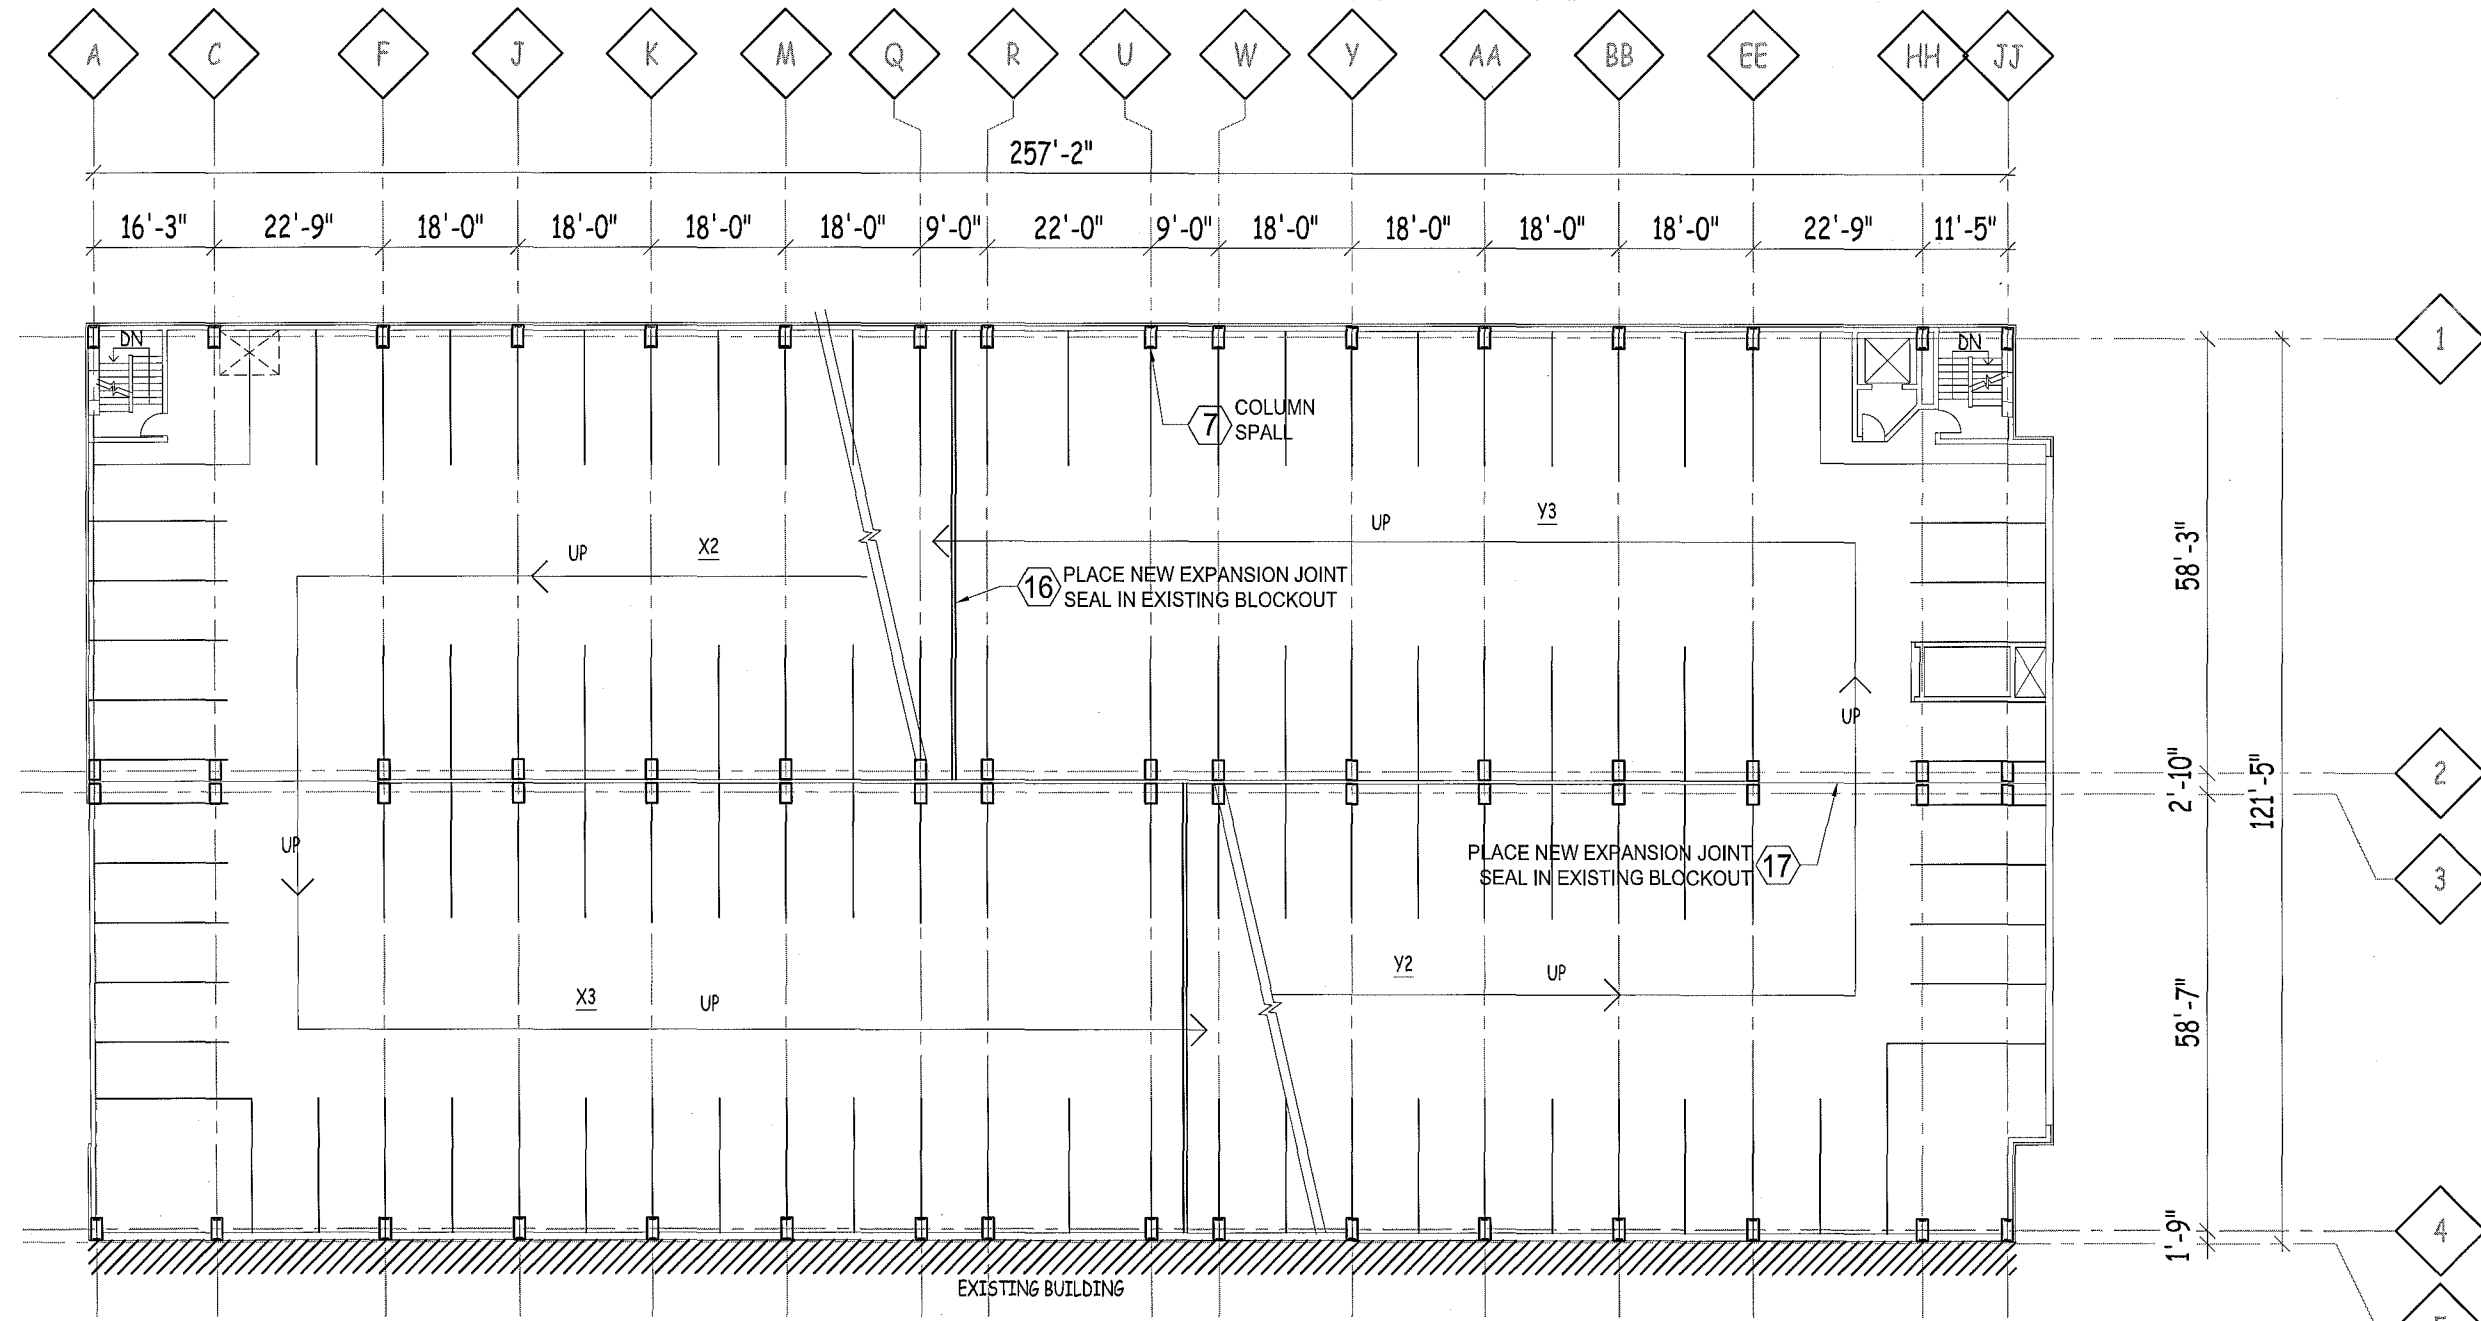 A C F J K M Q R U W Y AA BB EE HH JJ
257'-2"
16'-3" 22'-9" 18'-0" 18'-0" 18'-0" 18'-0" 9'-0" 22'-0" 9'-0" 18'-0" 18'-0" 18'-0" 18'-0" 22'-9" 11'-5"
DN
DN
1
7 COLUMN
SPALL
UP X2
UP Y3
16 PLACE NEW EXPANSION JOINT
SEAL IN EXISTING BLOCKOUT
58'-3"
UP
2'-10"
121'-5"
2
UP
PLACE NEW EXPANSION JOINT 17
SEAL IN EXISTING BLOCKOUT
3
X3 UP
Y2 UP
58'-7"
1'-9"
4
EXISTING BUILDING